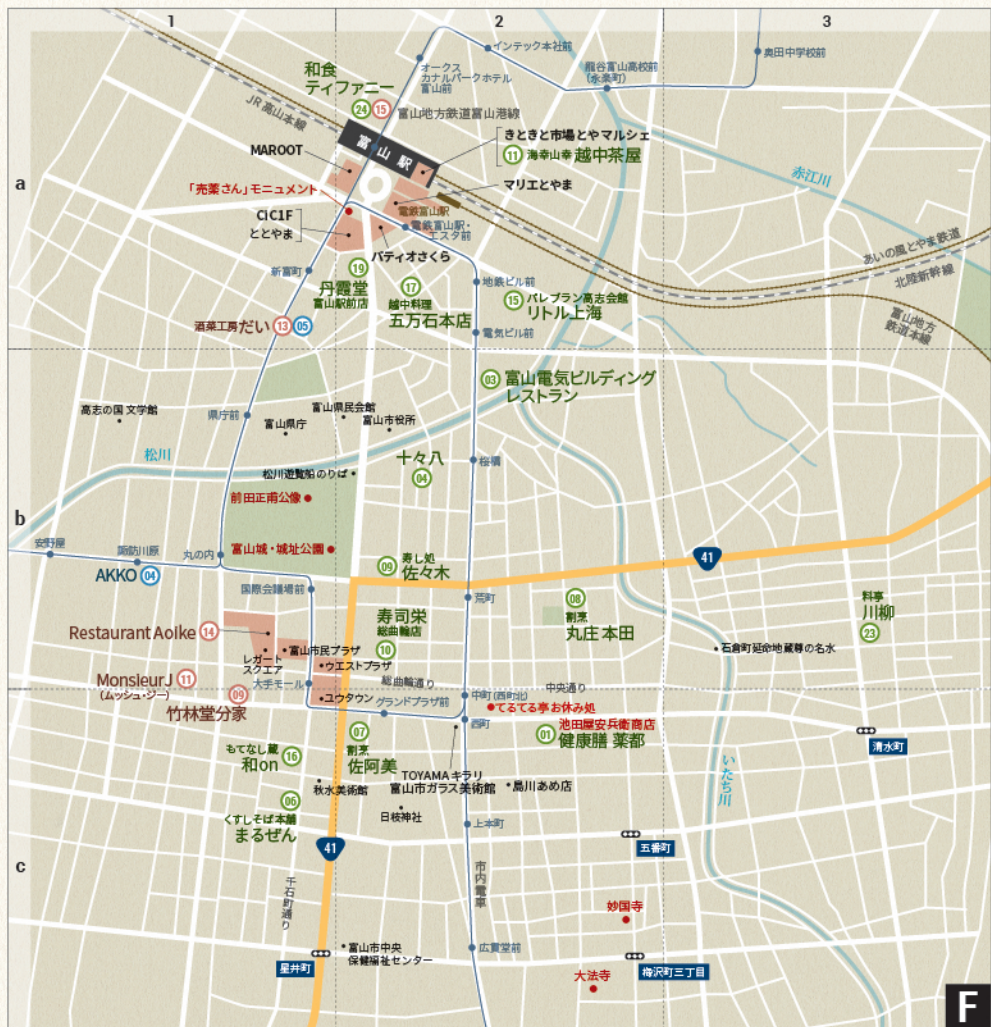 1
2
3
a
b
c
インテック本社前
奥田中学校前
オークス
カナルパークホテル
富山前
龍谷富山高校前
(永楽町)
和食
ティファニー
24
15
富山地方鉄道富山港線
JR高山本線
富山駅
きときと市場とやマルシェ
11
海幸山幸 越中茶屋
MAROOT
マリエとやま
赤江川
「売薬さん」モニュメント
電鉄富山駅
CiC1F
ととやま
電鉄富山駅・
エスタ前
パティオさくら
あいの風とやま鉄道
北陸新幹線
富山地方
鉄道本線
新富町
19
丹霞堂
富山駅前店
17
越中料理
五万石本店
地鉄ビル前
15
パレブラン高志会館
リトル上海
酒菜工房だい
13
05
電気ビル前
03
富山電気ビルディング
レストラン
高志の国 文学館
県庁前
富山県民会館
富山県庁
富山市役所
松川
十々八
04
桜橋
松川遊覧船のりば
前田正甫公像
富山城・城址公園
安野屋
諏訪川原
丸の内
AKKO
04
国際会議場前
09
寿し処
佐々木
41
荒町
08
割烹
丸庄 本田
料亭
川柳
23
寿司栄
総曲輪店
10
Restaurant Aoike
14
レガート
スクエア
富山市民プラザ
ウエストプラザ
石倉町延命地蔵尊の名水
MonsieurJ
(ムッシュ・ジー)
11
09
竹林堂分家
大手モール
総曲輪通り
ユウタウン
グランドプラザ前
中町(西町北)
中央通り
てるてる亭お休み処
西町
01
池田屋安兵衛商店
健康膳 薬都
清水町
もてなし蔵
和on
16
07
割烹
佐阿美
TOYAMAキラリ
富山市ガラス美術館
島川あめ店
いたち川
秋水美術館
日枝神社
06
くすしそば本舗
まるぜん
上本町
五番町
41
千石町通り
市内電車
妙国寺
富山市中央
保健福祉センター
広貫堂前
星井町
梅沢町三丁目
大法寺
F